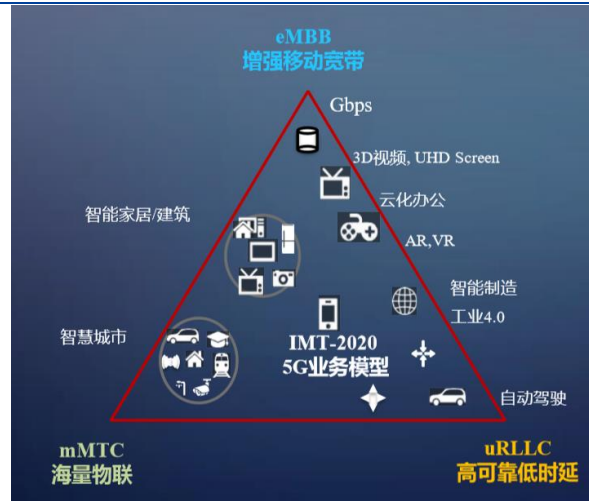 eMBB
增强移动宽带
Gbps
3D视频, UHD Screen
云化办公
智能家居/建筑
AR,VR
智能制造
工业4.0
智慧城市
IMT-2020
5G业务模型
自动驾驶
mMTC
海量物联
uRLLC
高可靠低时延